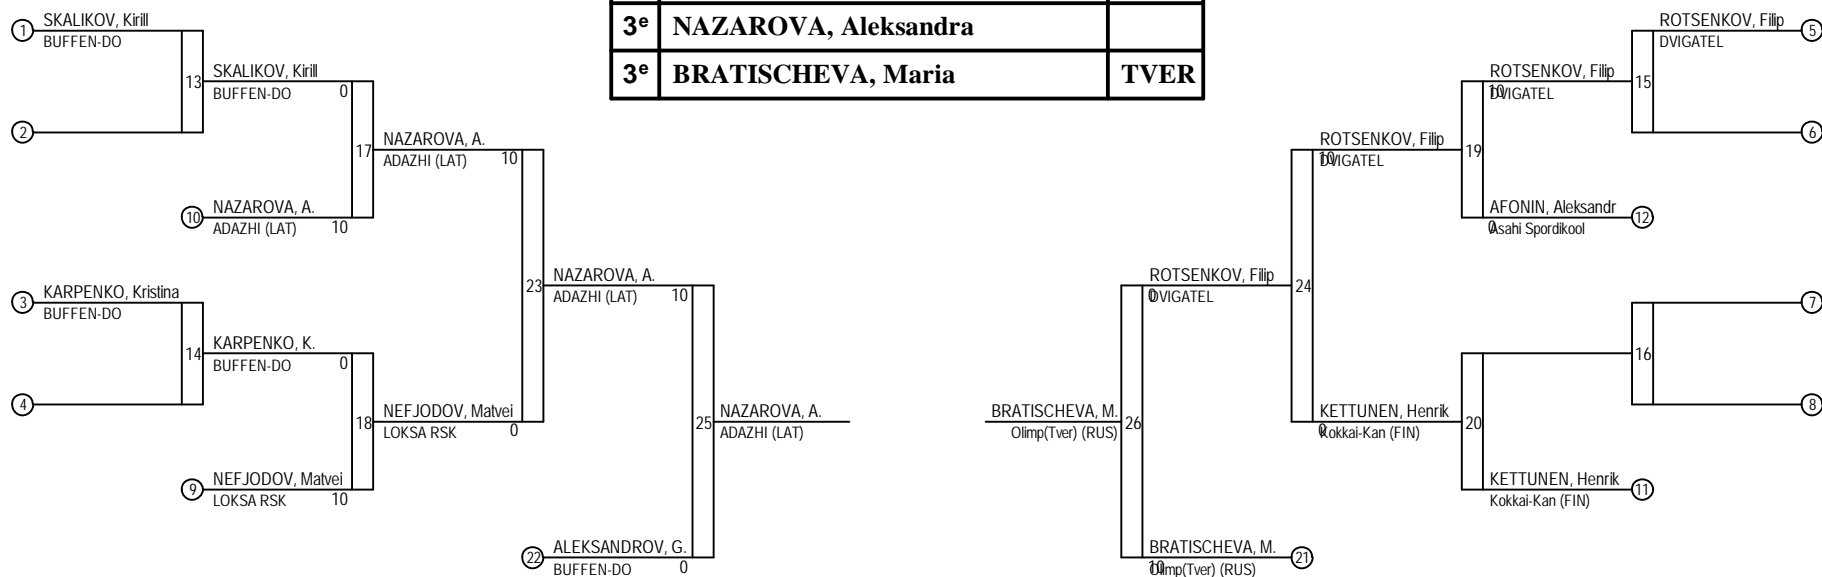 3e NAZAROVA, Aleksandra
3e BRATISCHEVA, Maria TVER
1 SKALIKOV, Kirill
BUFFEN-DO
13 SKALIKOV, Kirill
BUFFEN-DO 0
2
17 NAZAROVA, A.
ADAZHI (LAT) 10
10 NAZAROVA, A.
ADAZHI (LAT) 10
23 NAZAROVA, A.
ADAZHI (LAT) 10
3 KARPENKO, Kristina
BUFFEN-DO
14 KARPENKO, K.
BUFFEN-DO 0
4
18 NEFJODOV, Matvei
LOKSA RSK 0
9 NEFJODOV, Matvei
LOKSA RSK 10
25 NAZAROVA, A.
ADAZHI (LAT)
22 ALEKSANDROV, G.
BUFFEN-DO 0
ROTSENKOV, Filip 5
DVIGATEL
ROTSENKOV, Filip 15
10 DVIGATEL
6
ROTSENKOV, Filip 19
10 DVIGATEL
AFONIN, Aleksandr 12
0 Asahi Spordikool
ROTSENKOV, Filip 24
0 DVIGATEL
7
16
8
KETTUNEN, Henrik 20
0 Kokkai-Kan (FIN)
KETTUNEN, Henrik 11
Kokkai-Kan (FIN)
BRATISCHEVA, M. 26
Olimp(Tver) (RUS)
BRATISCHEVA, M. 21
10 Olimp(Tver) (RUS)